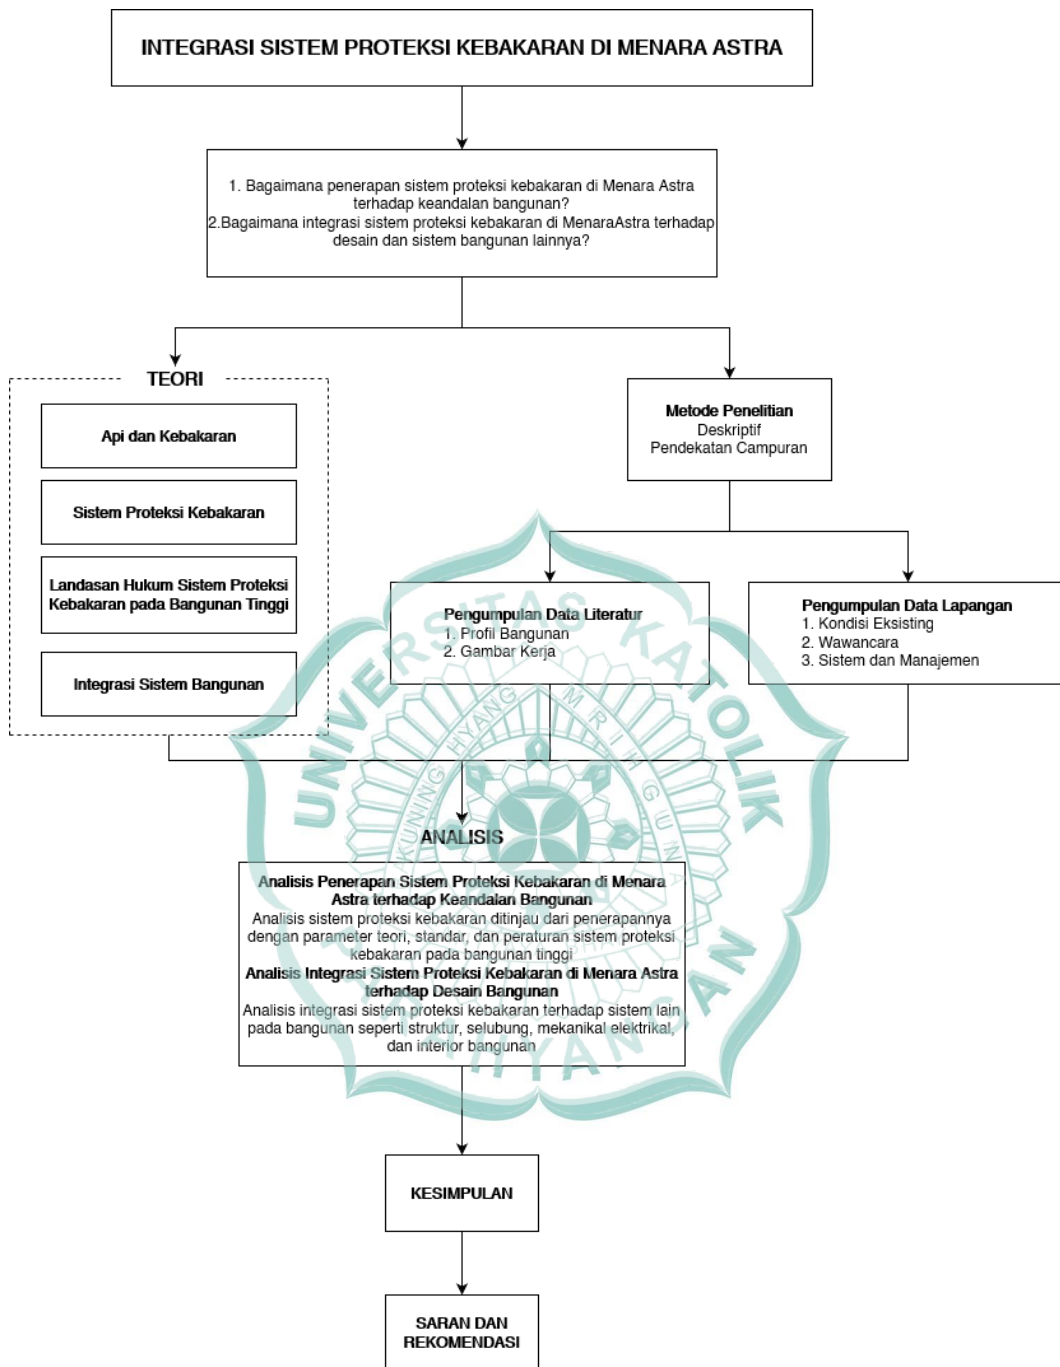 INTEGRASI SISTEM PROTEKSI KEBAKARAN DI MENARA ASTRA
1. Bagaimana penerapan sistem proteksi kebakaran di Menara Astra
terhadap keandalan bangunan?
2.Bagaimana integrasi sistem proteksi kebakaran di MenaraAstra terhadap
desain dan sistem bangunan lainnya?
TEORI
Api dan Kebakaran
Sistem Proteksi Kebakaran
Landasan Hukum Sistem Proteksi
Kebakaran pada Bangunan Tinggi
Integrasi Sistem Bangunan
Metode Penelitian
Deskriptif
Pendekatan Campuran
Pengumpulan Data Literatur
1. Profil Bangunan
2. Gambar Kerja
Pengumpulan Data Lapangan
1. Kondisi Eksisting
2. Wawancara
3. Sistem dan Manajemen
ANALISIS
Analisis Penerapan Sistem Proteksi Kebakaran di Menara
Astra terhadap Keandalan Bangunan
Analisis sistem proteksi kebakaran ditinjau dari penerapannya
dengan parameter teori, standar, dan peraturan sistem proteksi
kebakaran pada bangunan tinggi
Analisis Integrasi Sistem Proteksi Kebakaran di Menara Astra
terhadap Desain Bangunan
Analisis integrasi sistem proteksi kebakaran terhadap sistem lain
pada bangunan seperti struktur, selubung, mekanikal elektrikal,
dan interior bangunan
KESIMPULAN
SARAN DAN
REKOMENDASI
UNIVERSITAS KATOLIK
PARAHYANGAN